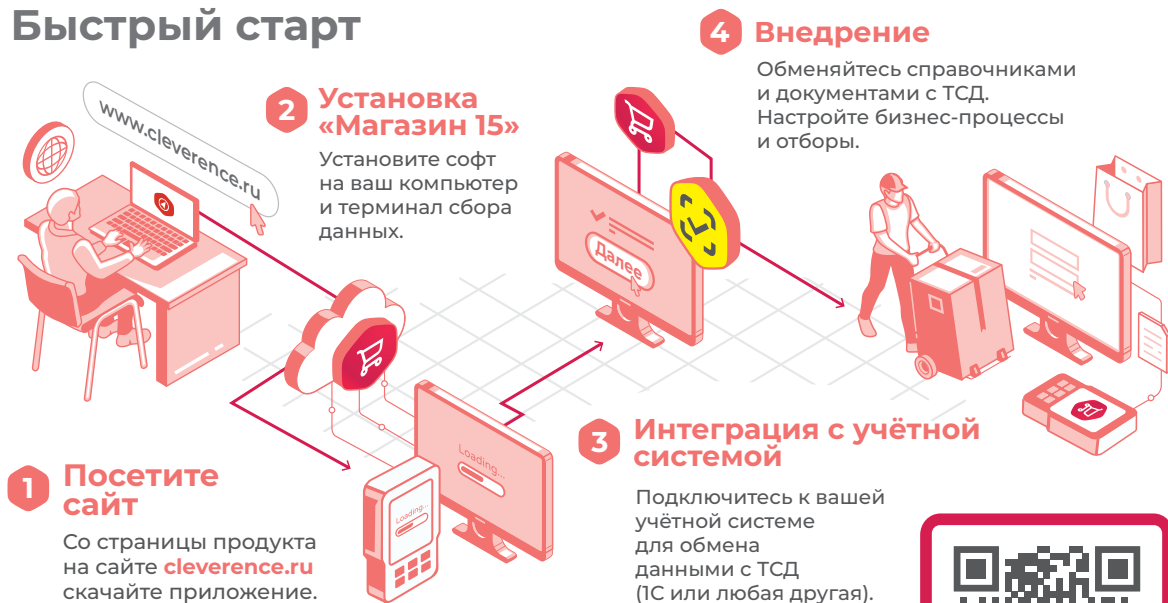 Быстрый старт
www.cleverence.ru
1
Посетите
сайт
Со страницы продукта
на сайте cleverence.ru
скачайте приложение.
2
Установка
«Магазин 15»
Установите софт
на ваш компьютер
и терминал сбора
данных.
Loading...
Loading...
3
Интеграция с учётной
системой
Подключитесь к вашей
учётной системе
для обмена
данными с ТСД
(1С или любая другая).
Далее
4
Внедрение
Обменяйтесь справочниками
и документами с ТСД.
Настройте бизнес-процессы
и отборы.